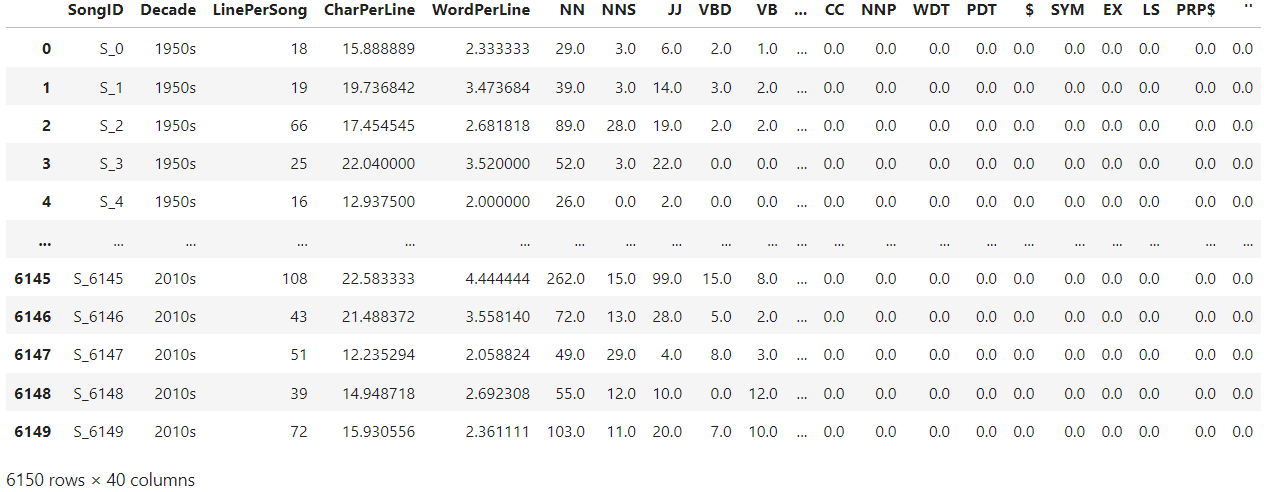 SongID Decade LinePerSong CharPerLine WordPerLine NN NNS JJ VBD VB ... CC NNP WDT PDT $ SYM EX LS PRP$ ''
0 S_0 1950s 18 15.888889 2.333333 29.0 3.0 6.0 2.0 1.0 ... 0.0 0.0 0.0 0.0 0.0 0.0 0.0 0.0 0.0 0.0
1 S_1 1950s 19 19.736842 3.473684 39.0 3.0 14.0 3.0 2.0 ... 0.0 0.0 0.0 0.0 0.0 0.0 0.0 0.0 0.0 0.0
2 S_2 1950s 66 17.454545 2.681818 89.0 28.0 19.0 2.0 2.0 ... 0.0 0.0 0.0 0.0 0.0 0.0 0.0 0.0 0.0 0.0
3 S_3 1950s 25 22.040000 3.520000 52.0 3.0 22.0 0.0 0.0 ... 0.0 0.0 0.0 0.0 0.0 0.0 0.0 0.0 0.0 0.0
4 S_4 1950s 16 12.937500 2.000000 26.0 0.0 2.0 0.0 0.0 ... 0.0 0.0 0.0 0.0 0.0 0.0 0.0 0.0 0.0 0.0
... ... ... ... ... ... ... ... ... ... ... ... ... ... ... ... ... ... ... ... ... ...
6145 S_6145 2010s 108 22.583333 4.444444 262.0 15.0 99.0 15.0 8.0 ... 0.0 0.0 0.0 0.0 0.0 0.0 0.0 0.0 0.0 0.0
6146 S_6146 2010s 43 21.488372 3.558140 72.0 13.0 28.0 5.0 2.0 ... 0.0 0.0 0.0 0.0 0.0 0.0 0.0 0.0 0.0 0.0
6147 S_6147 2010s 51 12.235294 2.058824 49.0 29.0 4.0 8.0 3.0 ... 0.0 0.0 0.0 0.0 0.0 0.0 0.0 0.0 0.0 0.0
6148 S_6148 2010s 39 14.948718 2.692308 55.0 12.0 10.0 0.0 12.0 ... 0.0 0.0 0.0 0.0 0.0 0.0 0.0 0.0 0.0 0.0
6149 S_6149 2010s 72 15.930556 2.361111 103.0 11.0 20.0 7.0 10.0 ... 0.0 0.0 0.0 0.0 0.0 0.0 0.0 0.0 0.0 0.0
6150 rows × 40 columns